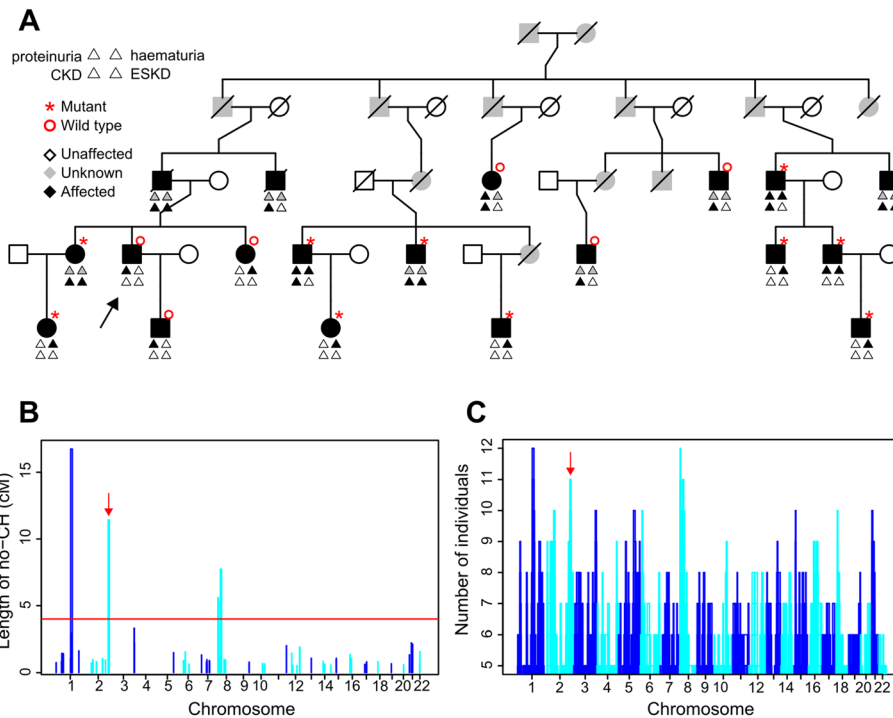 A
proteinuria haematuria
CKD ESKD
* Mutant
Wild type
Unaffected
Unknown
Affected
B
C
Length of no-CH (cM)
0 5 10 15
1 2 3 4 5 6 7 8 9 10 12 14 16 18 20 22
Chromosome
Number of individuals
5 6 7 8 9 10 11 12
1 2 3 4 5 6 7 8 9 10 12 14 16 18 20 22
Chromosome